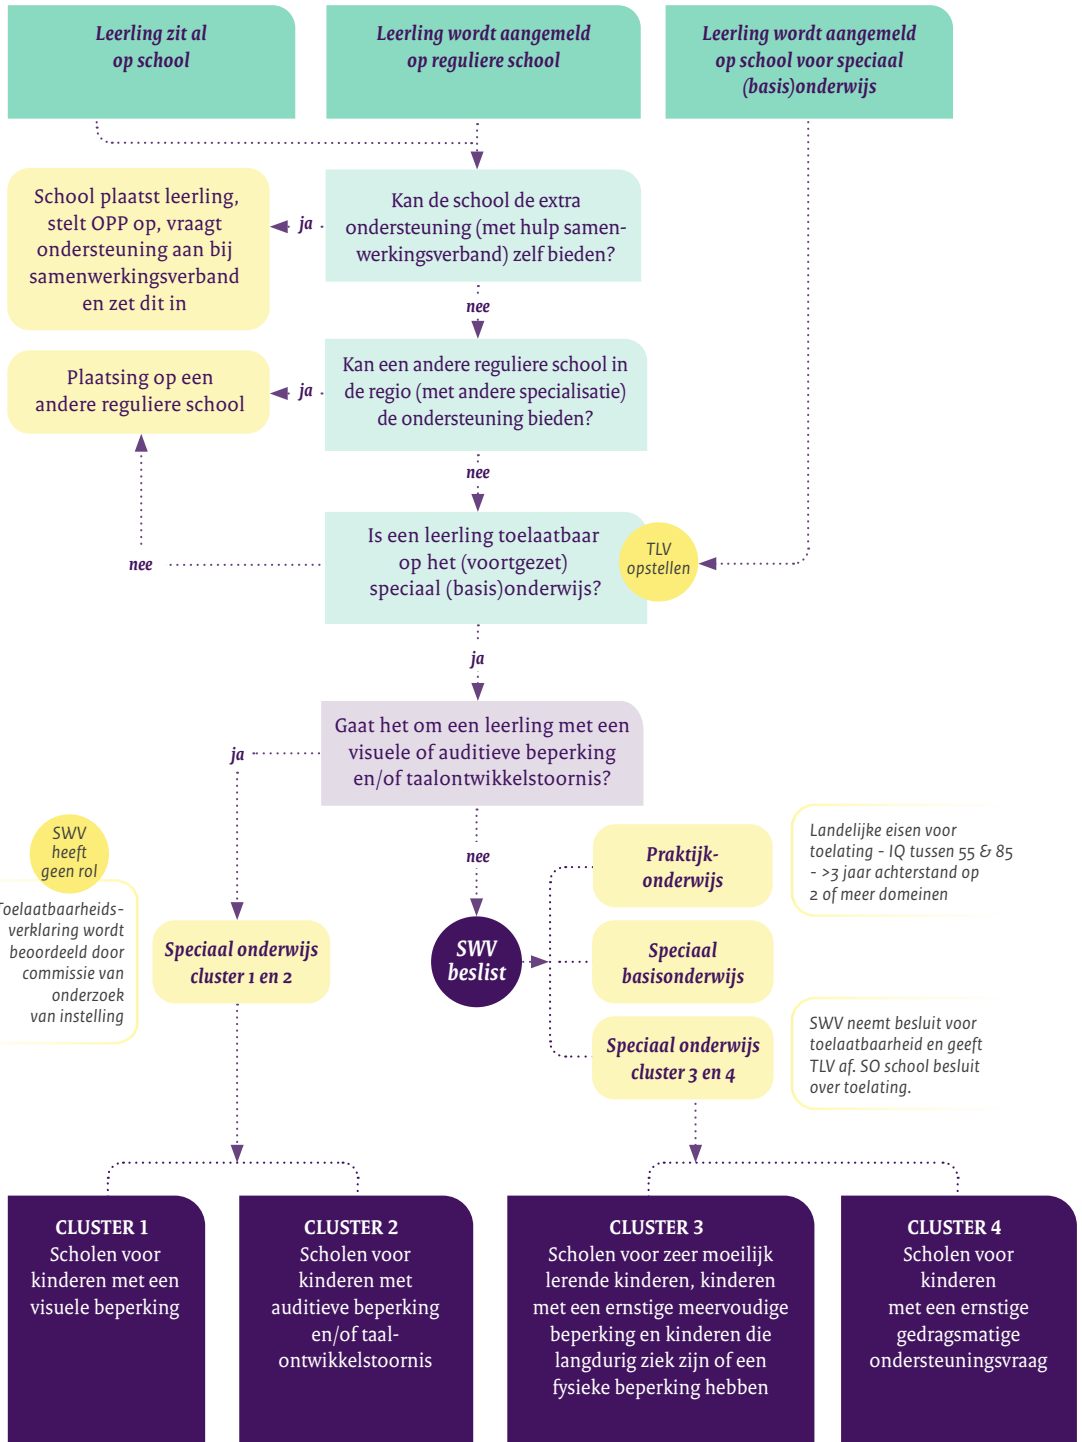 Leerling zit al
op school
Leerling wordt aangemeld
op reguliere school
Leerling wordt aangemeld
op school voor speciaal
(basis)onderwijs
School plaatst leerling,
stelt OPP op, vraagt
ondersteuning aan bij
samenwerkingsverband
en zet dit in
ja
Kan de school de extra
ondersteuning (met hulp samen-
werkingsverband) zelf bieden?
nee
Plaatsing op een
andere reguliere school
ja
Kan een andere reguliere school in
de regio (met andere specialisatie)
de ondersteuning bieden?
nee
nee
Is een leerling toelaatbaar
op het (voortgezet)
speciaal (basis)onderwijs?
TLV
opstellen
ja
Gaat het om een leerling met een
visuele of auditieve beperking
en/of taalontwikkelstoornis?
ja
nee
SWV
heeft
geen rol
Toelaatbaarheids-
verklaring wordt
beoordeeld door
commissie van
onderzoek
van instelling
Speciaal onderwijs
cluster 1 en 2
SWV
beslist
Praktijk-
onderwijs
Landelijke eisen voor
toelating - IQ tussen 55 & 85
- >3 jaar achterstand op
2 of meer domeinen
Speciaal
basisonderwijs
Speciaal onderwijs
cluster 3 en 4
SWV neemt besluit voor
toelaatbaarheid en geeft
TLV af. SO school besluit
over toelating.
CLUSTER 1
Scholen voor
kinderen met een
visuele beperking
CLUSTER 2
Scholen voor
kinderen met
auditieve beperking
en/of taal-
ontwikkelstoornis
CLUSTER 3
Scholen voor zeer moeilijk
lerende kinderen, kinderen
met een ernstige meervoudige
beperking en kinderen die
langdurig ziek zijn of een
fysieke beperking hebben
CLUSTER 4
Scholen voor
kinderen
met een ernstige
gedragsmatige
ondersteuningsvraag